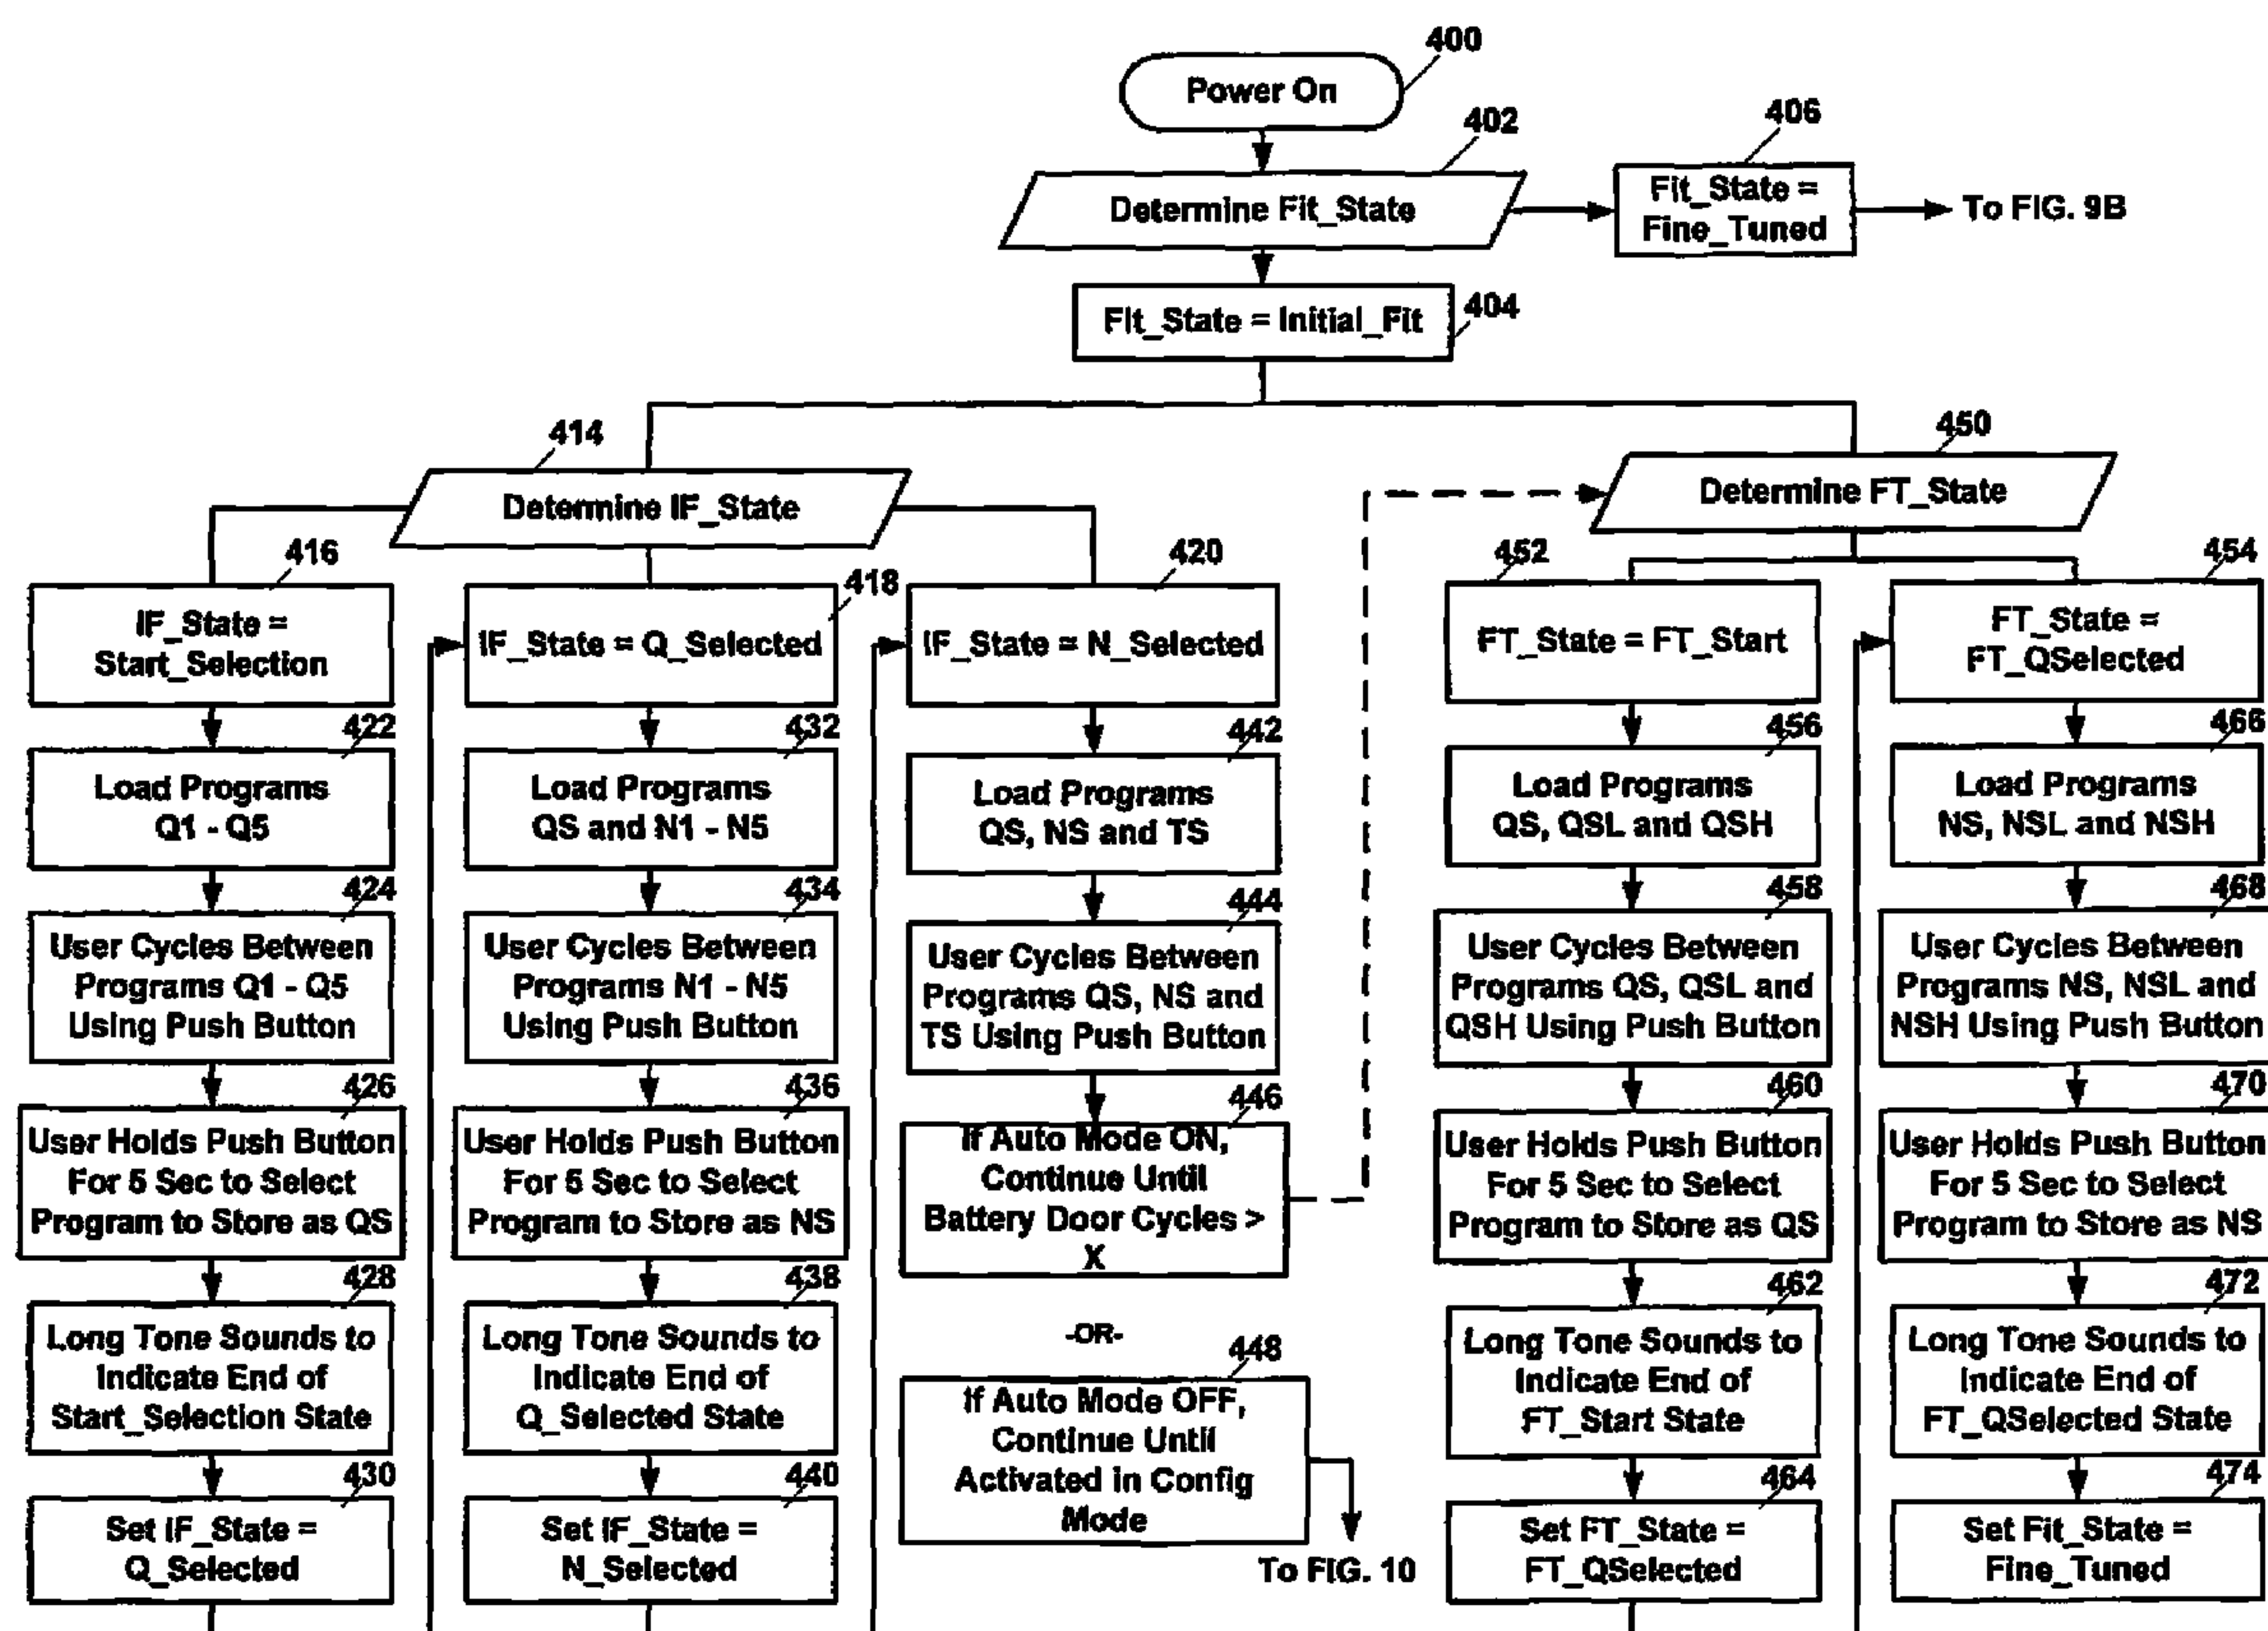 400
Power On
402
406
Determine Fit_State
Fit_State =
Fine_Tuned
To FIG. 9B
Fit_State = Initial_Fit
404
414
Determine IF_State
450
Determine FT_State
416
IF_State =
Start_Selection
422
Load Programs
Q1 - Q5
424
User Cycles Between
Programs Q1 - Q5
Using Push Button
426
User Holds Push Button
For 5 Sec to Select
Program to Store as QS
428
Long Tone Sounds to
Indicate End of
Start_Selection State
430
Set IF_State =
Q_Selected
418
IF_State = Q_Selected
432
Load Programs
QS and N1 - N5
434
User Cycles Between
Programs N1 - N5
Using Push Button
436
User Holds Push Button
For 5 Sec to Select
Program to Store as NS
438
Long Tone Sounds to
Indicate End of
Q_Selected State
440
Set IF_State =
N_Selected
420
IF_State = N_Selected
442
Load Programs
QS, NS and TS
444
User Cycles Between
Programs QS, NS and
TS Using Push Button
446
If Auto Mode ON,
Continue Until
Battery Door Cycles >
X
-OR-
448
If Auto Mode OFF,
Continue Until
Activated in Config
Mode
To FIG. 10
452
FT_State = FT_Start
456
Load Programs
QS, QSL and QSH
458
User Cycles Between
Programs QS, QSL and
QSH Using Push Button
460
User Holds Push Button
For 5 Sec to Select
Program to Store as QS
462
Long Tone Sounds to
Indicate End of
FT_Start State
464
Set FT_State =
FT_QSelected
454
FT_State =
FT_QSelected
466
Load Programs
NS, NSL and NSH
468
User Cycles Between
Programs NS, NSL and
NSH Using Push Button
470
User Holds Push Button
For 5 Sec to Select
Program to Store as NS
472
Long Tone Sounds to
Indicate End of
FT_QSelected State
474
Set Fit_State =
Fine_Tuned